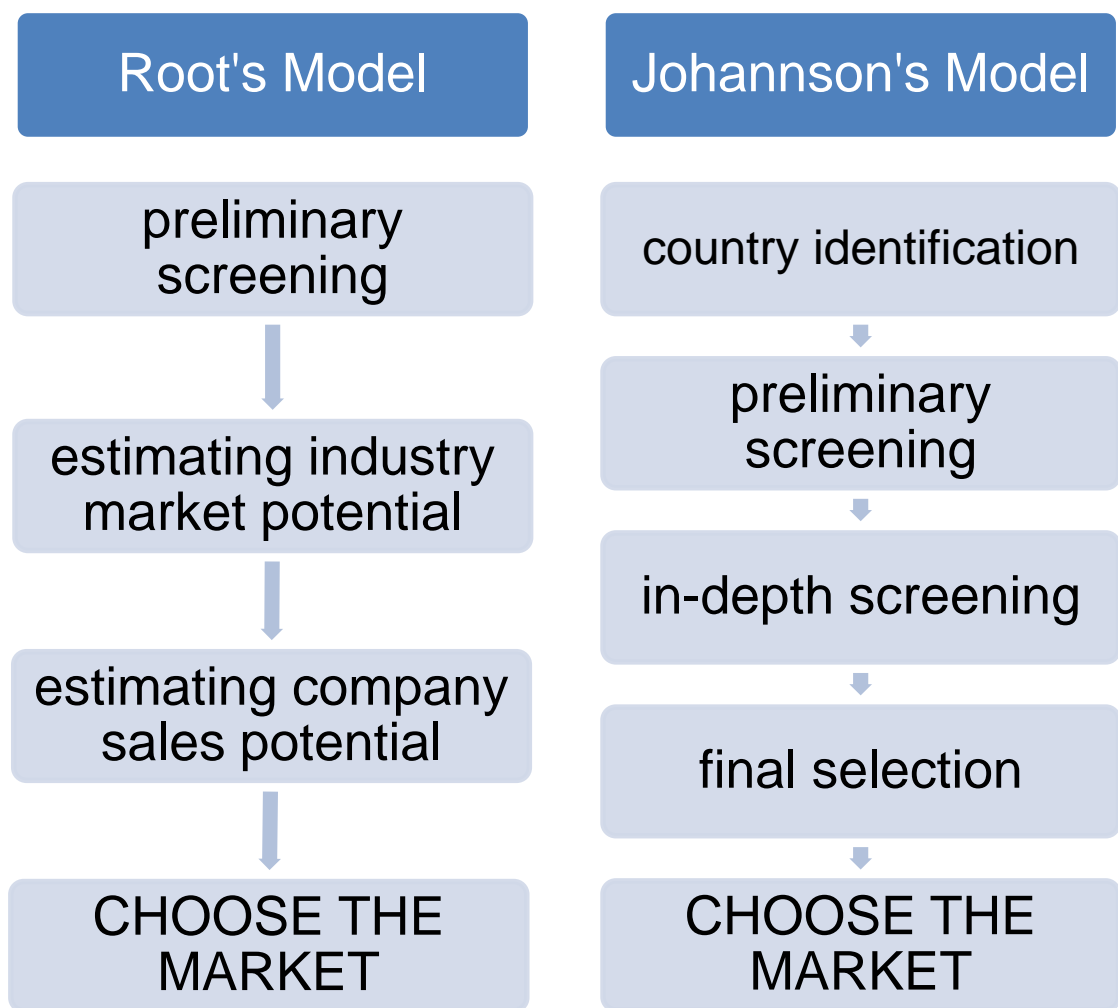 Root's Model
preliminary
screening
estimating industry
market potential
estimating company
sales potential
CHOOSE THE
MARKET
Johannson's Model
country identification
preliminary
screening
in-depth screening
final selection
CHOOSE THE
MARKET